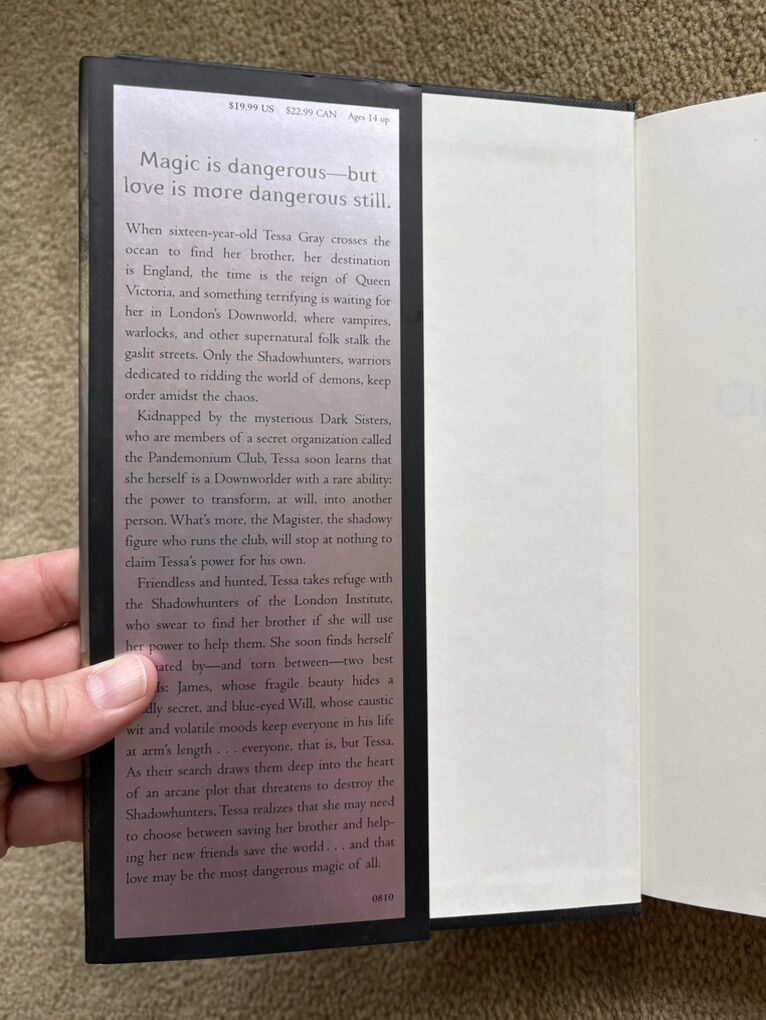 $19.99 US $22.99 CAN Ages 14 up
Magic is dangerous—but
love is more dangerous still.
When sixteen-year-old Tessa Gray crosses the
ocean to find her brother, her destination
is England, the time is the reign of Queen
Victoria, and something terrifying is waiting for
her in London's Downworld, where vampires,
warlocks, and other supernatural folk stalk the
gaslit streets. Only the Shadowhunters, warriors
dedicated to ridding the world of demons, keep
order amidst the chaos.
Kidnapped by the mysterious Dark Sisters,
who are members of a secret organization called
the Pandemonium Club, Tessa soon learns that
she herself is a Downworlder with a rare ability:
the power to transform, at will, into another
person. What's more, the Magister, the shadowy
figure who runs the club, will stop at nothing to
claim Tessa's power for his own.
Friendless and hunted, Tessa takes refuge with
the Shadowhunters of the London Institute,
who swear to find her brother if she will use
her power to help them. She soon finds herself
by—and torn between—two best
James, whose fragile beauty hides a
secret, and blue-eyed Will, whose caustic
wit and volatile moods keep everyone in his life
at arm's length . . . everyone, that is, but Tessa.
As their search draws them deep into the heart
of an arcane plot that threatens to destroy the
Shadowhunters, Tessa realizes that she may need
to choose between saving her brother and help-
ing her new friends save the world . . . and that
love may be the most dangerous magic of all.
0810